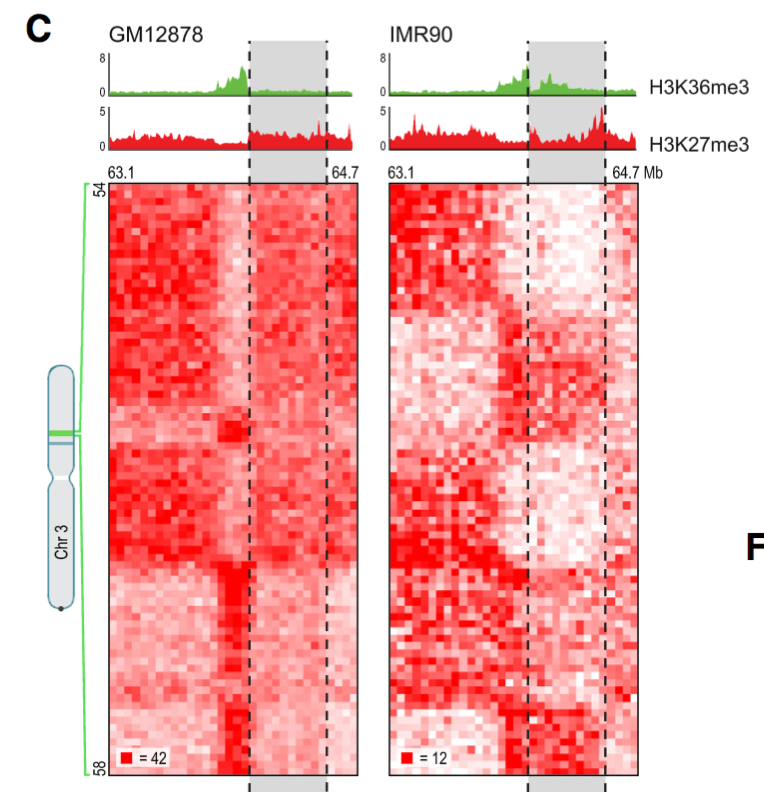 C
GM12878 IMR90
8 8
0 0 H3K36me3
5 5
0 0 H3K27me3
63.1 64.7 63.1 64.7 Mb
54
Chr 3
F
58
= 42 = 12